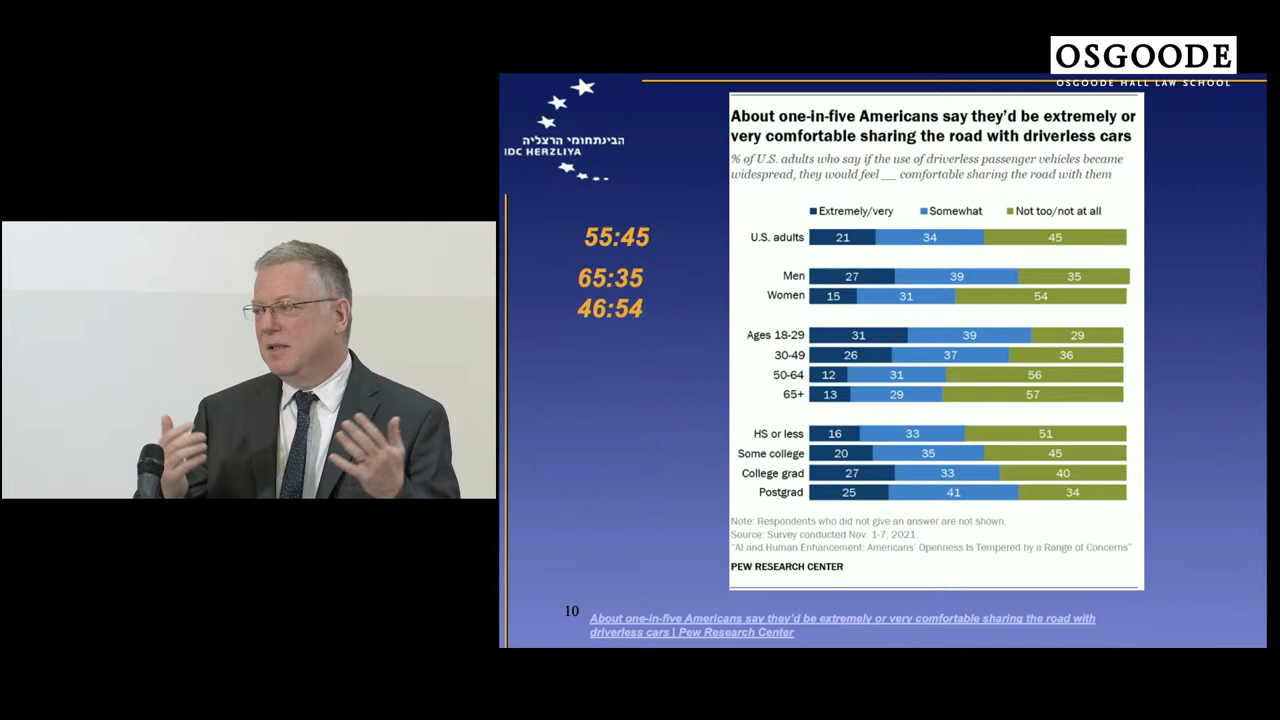 OSGOODE
OSGOODE HALL LAW SCHOOL
הבינתחומי הרצליה
IDC HERZLIYA
55:45
65:35
46:54
About one-in-five Americans say they'd be extremely or
very comfortable sharing the road with driverless cars
% of U.S. adults who say if the use of driverless passenger vehicles became
widespread, they would feel __ comfortable sharing the road with them
Extremely/very Somewhat Not too/not at all
U.S. adults 21 34 45
Men 27 39 35
Women 15 31 54
Ages 18-29 31 39 29
30-49 26 37 36
50-64 12 31 56
65+ 13 29 57
HS or less 16 33 51
Some college 20 35 45
College grad 27 33 40
Postgrad 25 41 34
Note: Respondents who did not give an answer are not shown.
Source: Survey conducted Nov. 1-7, 2021.
"AI and Human Enhancement: Americans' Openness Is Tempered by a Range of Concerns"
PEW RESEARCH CENTER
10
About one-in-five Americans say they'd be extremely or very comfortable sharing the road with
driverless cars | Pew Research Center